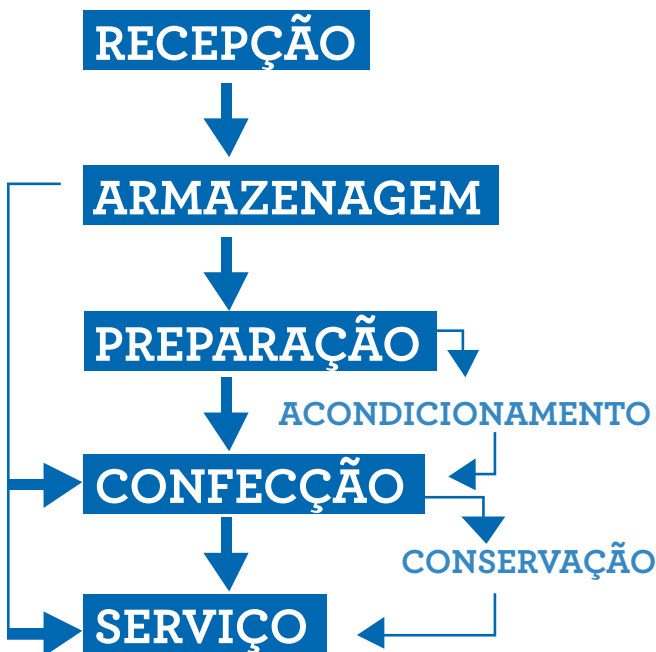 RECEPÇÃO
ARMAZENAGEM
PREPARAÇÃO
ACONDICIONAMENTO
CONFECÇÃO
CONSERVAÇÃO
SERVIÇO